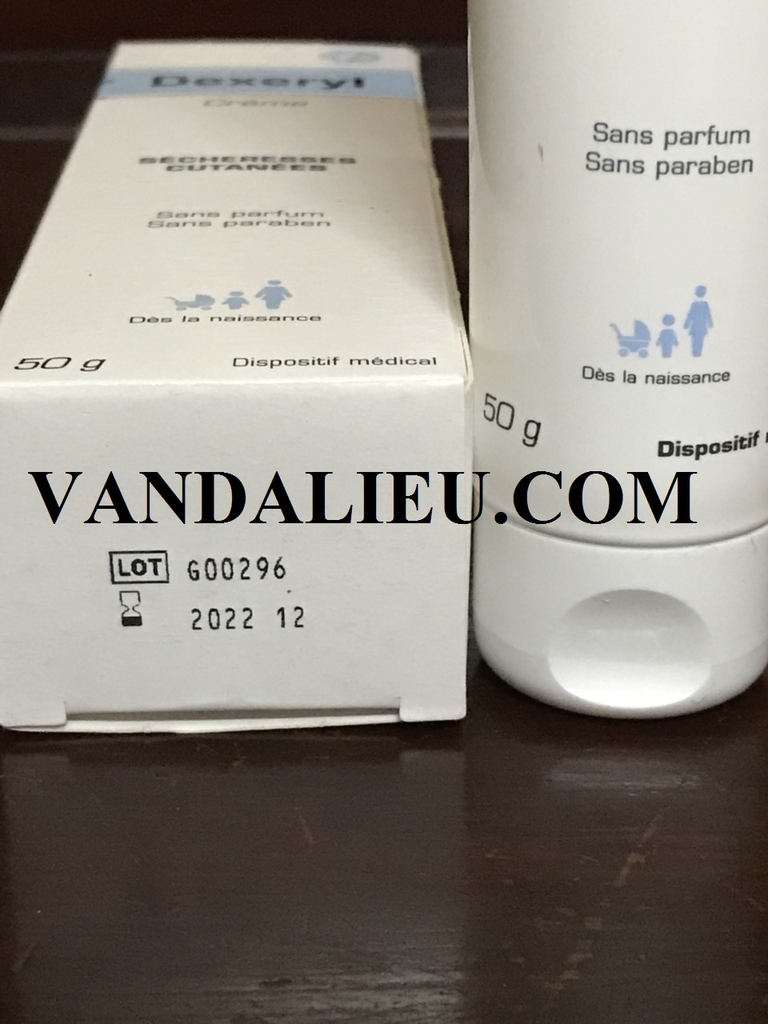 Dexeryl
Crème
SÉCHERESSES
CUTANÉES
Sans parfum
Sans paraben
Dès la naissance
50 g
Dispositif médical
Sans parfum
Sans paraben
Dès la naissance
50 g
Dispositif
VANDALIEU.COM
LOT G00296
2022 12